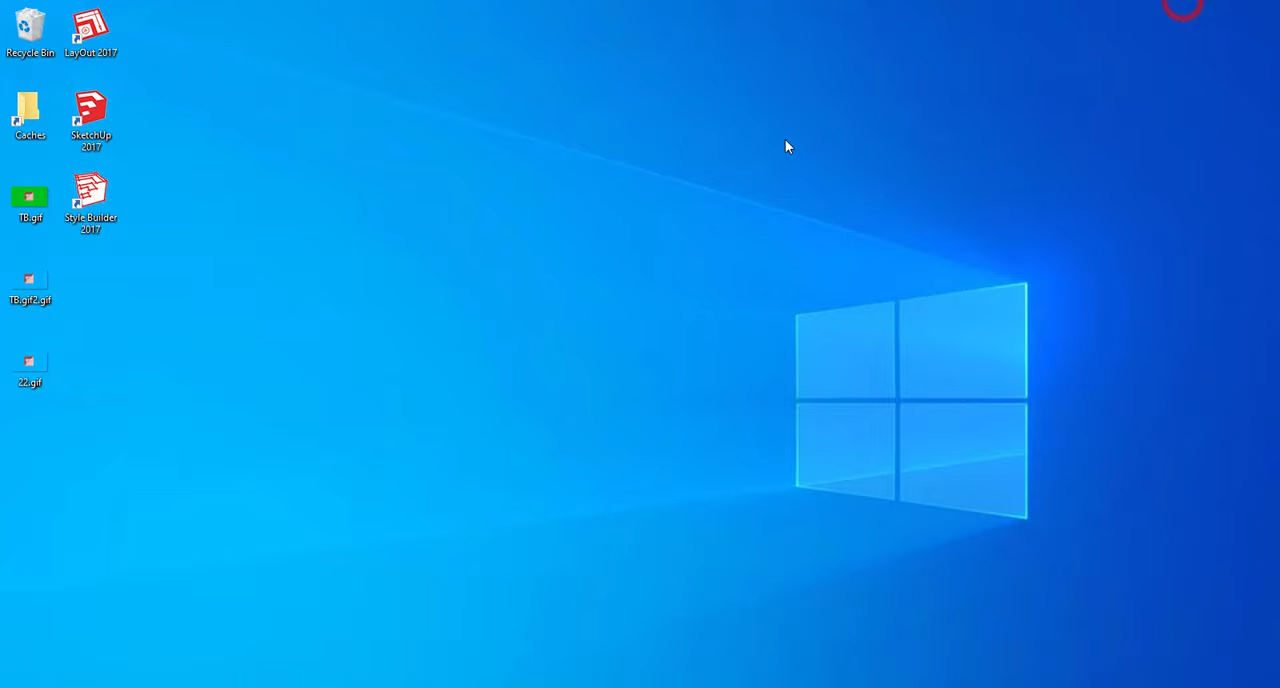 Recycle Bin
LayOut 2017
Caches
SketchUp
2017
TB.gif
Style Builder
2017
TB.gif2.gif
22.gif